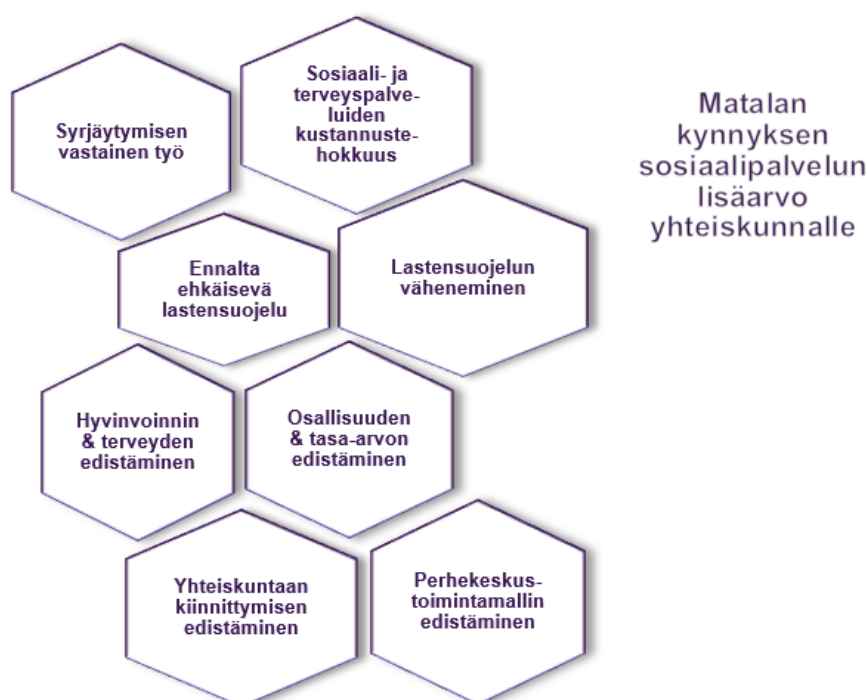 Syrjäytymisen
vastainen työ
Sosiaali- ja
terveyspalve-
luiden
kustannuste-
hokkuus
Matalan
kynnyksen
sosiaalipalvelun
lisäarvo
yhteiskunnalle
Ennalta
ehkäisevä
lastensuojelu
Lastensuojelun
väheneminen
Hyvinvoinnin
& terveyden
edistäminen
Osallisuuden
& tasa-arvon
edistäminen
Yhteiskuntaan
kiinnittymisen
edistäminen
Perhekeskus-
toimintamallin
edistäminen